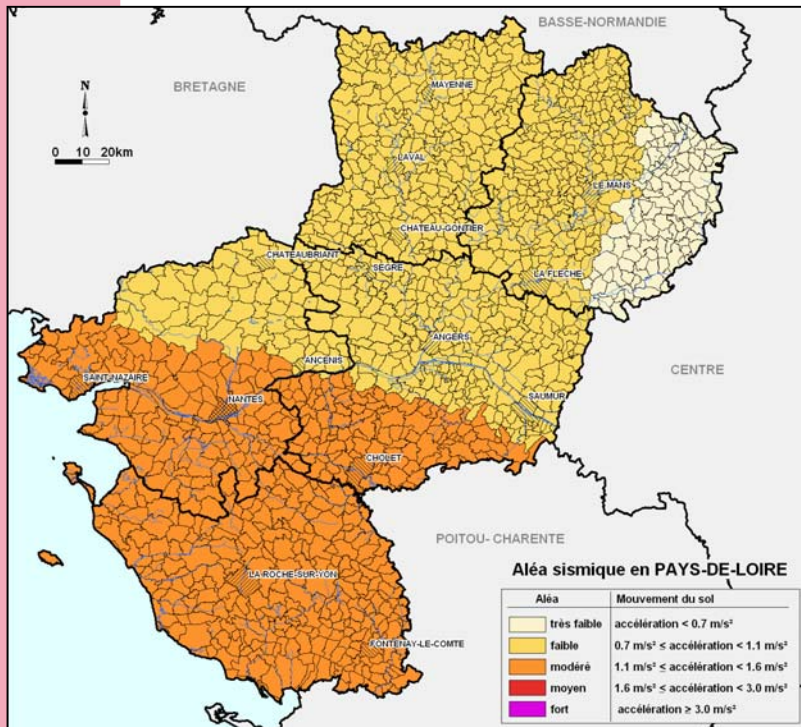 BASSE-NORMANDIE
BRETAGNE
N
0 10 20km
MAYENNE
LAVAL
LE MANS
CHATEAU-GONTIER
CHATEAUBRIANT
SEGRE
LA FLECHE
ANGERS
ANCENIS
CENTRE
SAINT-NAZAIRE
NANTES
SAUMUR
CHOLET
POITOU- CHARENTE
LA ROCHE-SUR-YON
FONTENAY-LE-COMTE
Aléa sismique en PAYS-DE-LOIRE
Aléa Mouvement du sol
très faible accélération < 0.7 m/s²
faible 0.7 m/s² ≤ accélération < 1.1 m/s²
modéré 1.1 m/s² ≤ accélération < 1.6 m/s²
moyen 1.6 m/s² ≤ accélération < 3.0 m/s²
fort accélération ≥ 3.0 m/s²